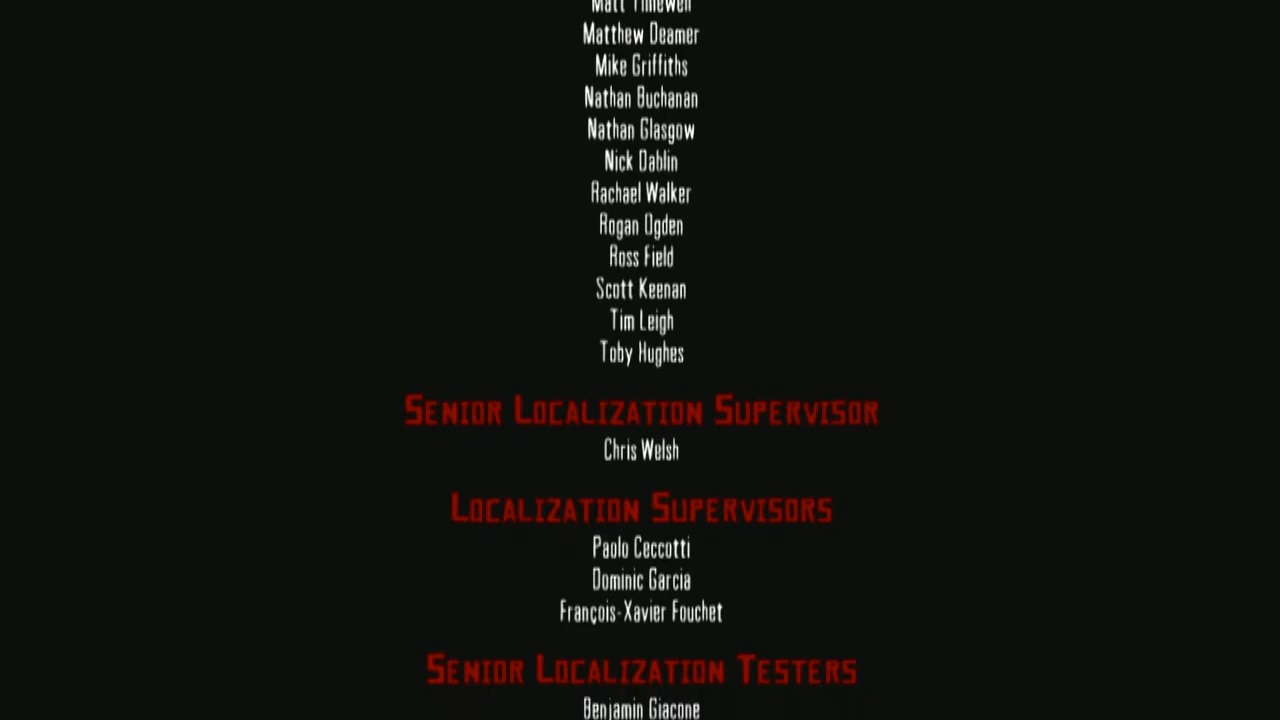 Matt
Matthew Deamer
Mike Griffiths
Nathan Buchanan
Nathan Glasgow
Nick Dablin
Rachael Walker
Rogan Ogden
Ross Field
Scott Keenan
Tim Leigh
Toby Hughes
Senior Localization Supervisor
Chris Welsh
Localization Supervisors
Paolo Ceccotti
Dominic Garcia
François-Xavier Fouchet
Senior Localization Testers
Benjamin Giacone